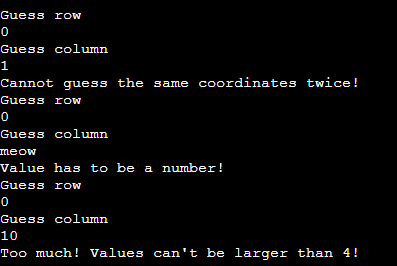 Guess row
0
Guess column
1
Cannot guess the same coordinates twice!
Guess row
0
Guess column
meow
Value has to be a number!
Guess row
0
Guess column
10
Too much! Values can't be larger than 4!